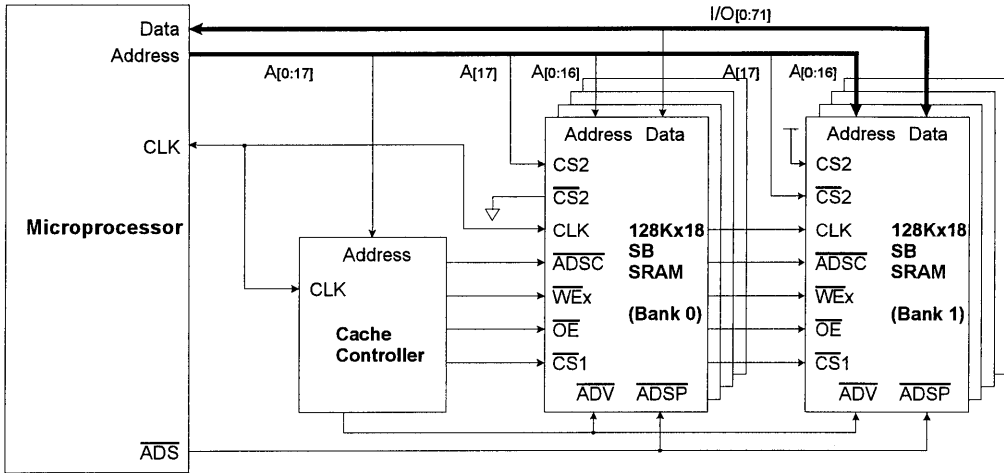 I/O[0:71]
Data
Address
A[0:17]
A[17]
A[0:16]
A[17]
A[0:16]
CLK
Microprocessor
ADS
Address
CLK
Cache
Controller
Address Data
CS2
CS2
CLK
ADSC
WEx
OE
CS1
ADV ADSP
128Kx18
SB
SRAM
(Bank 0)
Address Data
CS2
CS2
CLK
ADSC
WEx
OE
CS1
ADV ADSP
128Kx18
SB
SRAM
(Bank 1)